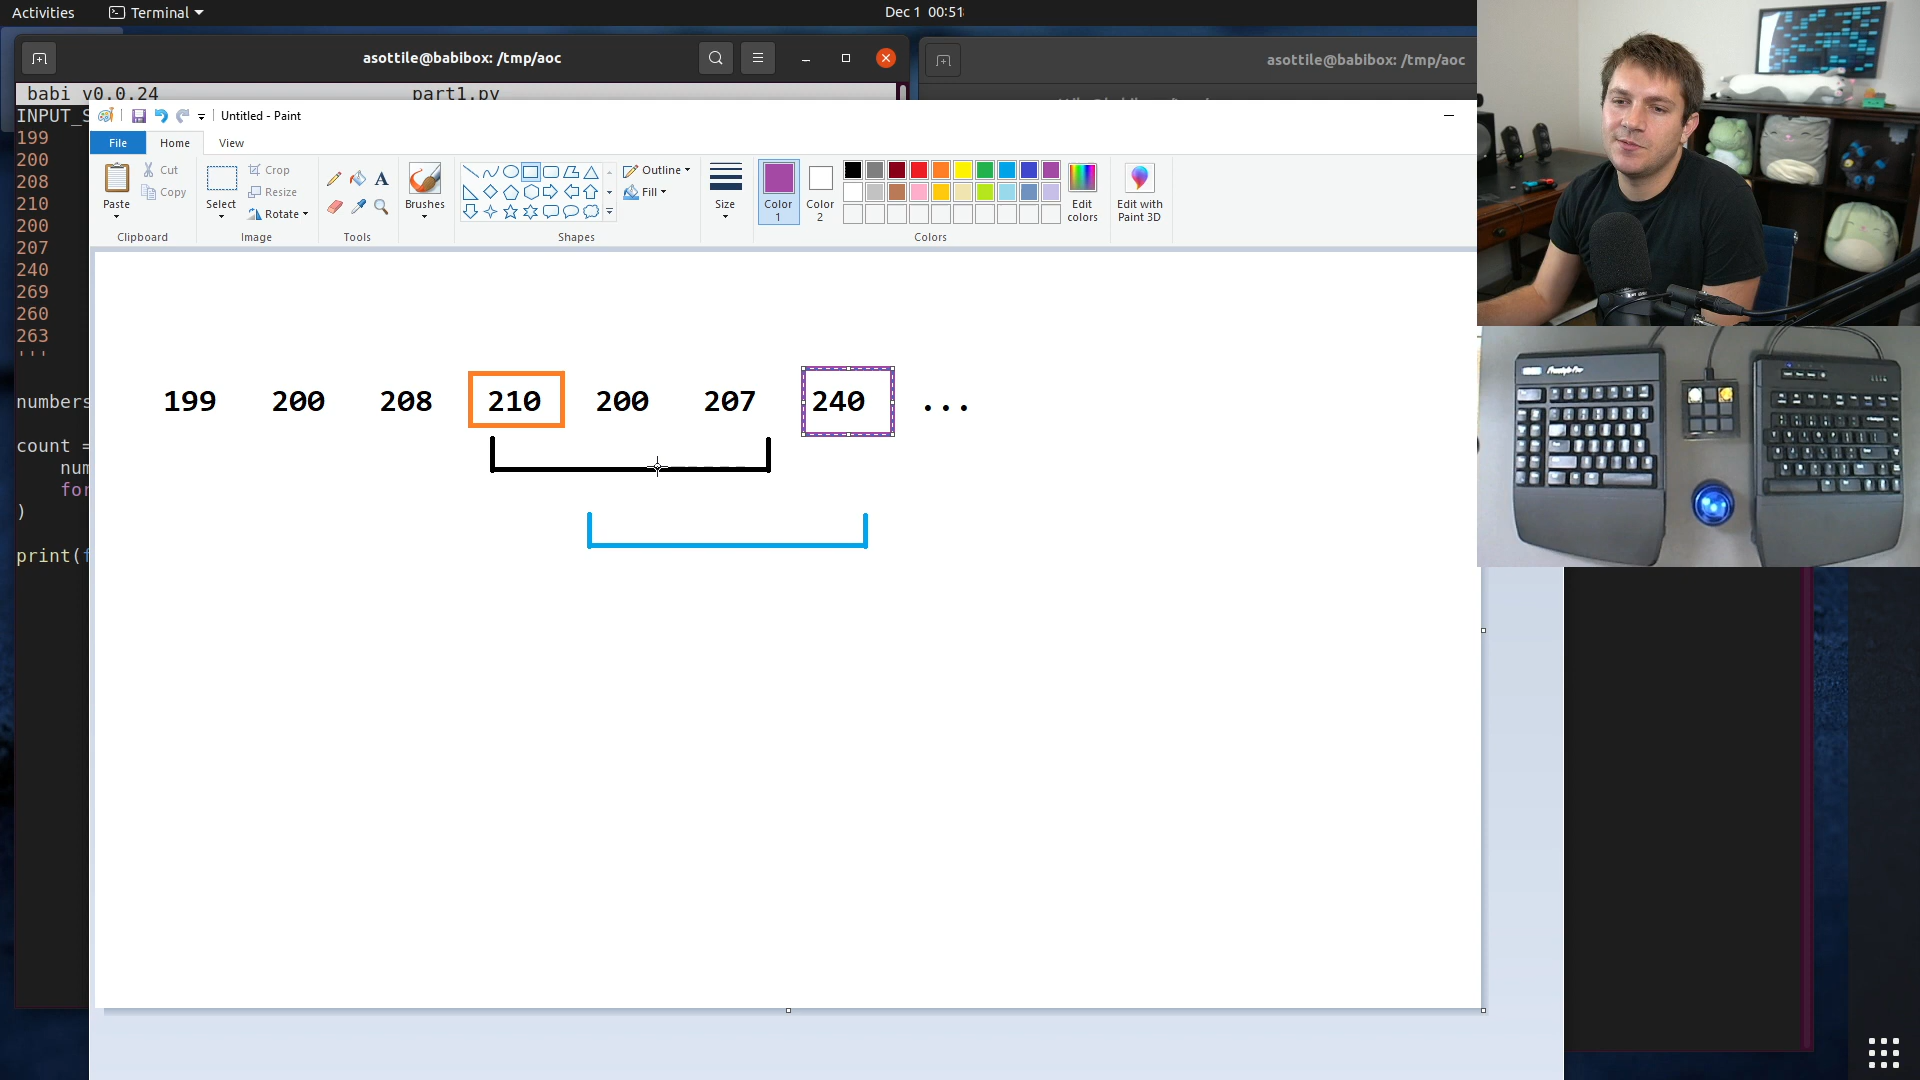 Activities
Terminal
Dec 1 00:51
asottile@babibox: /tmp/aoc
asottile@babibox: /tmp/aoc
babi v0.0.24
part1.py
INPUT_S
199
200
208
210
200
207
240
269
260
263
'''
numbers
count =
num
for
)
print(f
Untitled - Paint
File
Home
View
Paste
Cut
Copy
Clipboard
Select
Crop
Resize
Rotate
Image
A
Tools
Brushes
Shapes
Outline
Fill
Size
Color 1
Color 2
Colors
Edit colors
Edit with Paint 3D
199 200 208 210 200 207 240 ...